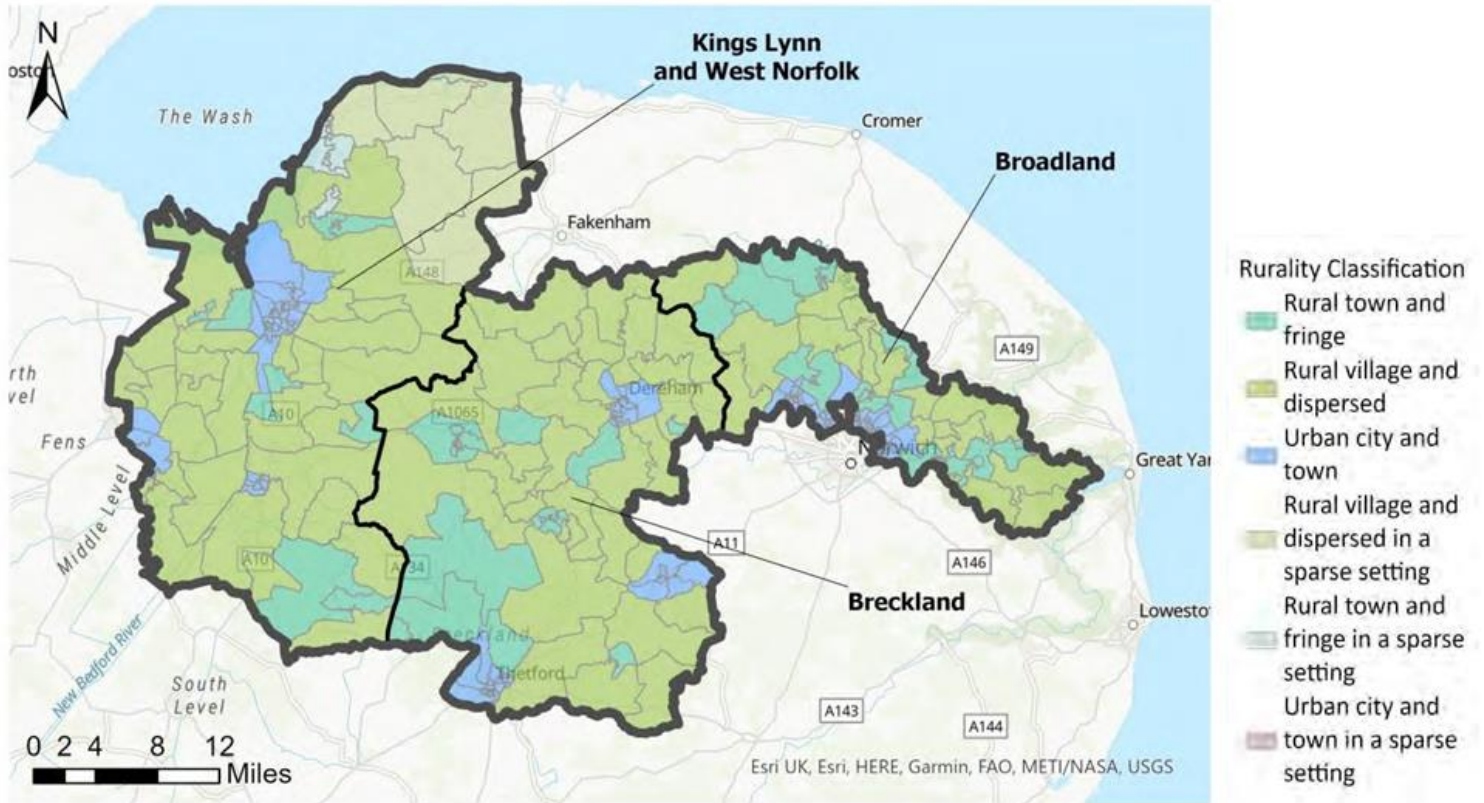 N
Kings Lynn
and West Norfolk
The Wash
Cromer
Broadland
Fakenham
A148
A149
Dereham
A1065
A10
Fens
Norwich
Great Yar
Middle Level
A11
A10
A146
Breckland
Breckland
Lowesto
Thetford
New Bedford River
South
Level
A143
A144
0 2 4 8 12
Miles
Esri UK, Esri, HERE, Garmin, FAO, METI/NASA, USGS
Rurality Classification
Rural town and
fringe
Rural village and
dispersed
Urban city and
town
Rural village and
dispersed in a
sparse setting
Rural town and
fringe in a sparse
setting
Urban city and
town in a sparse
setting